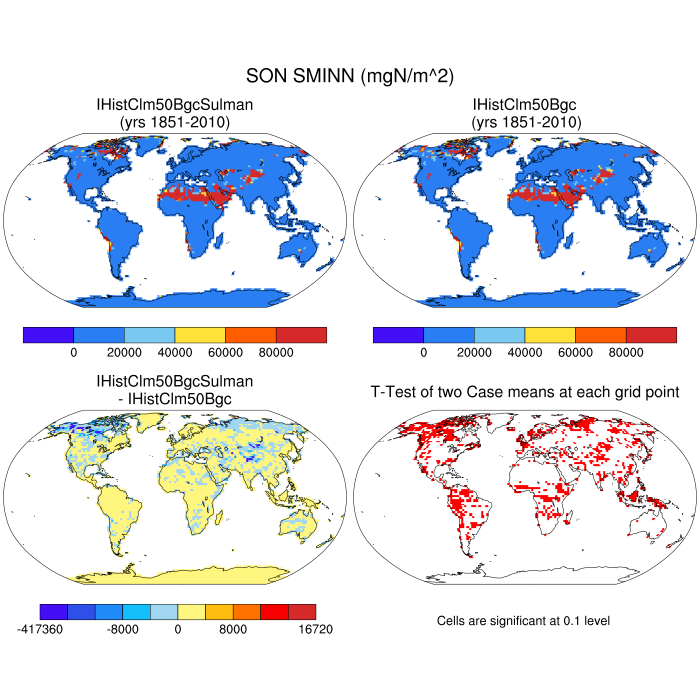 SON SMINN (mgN/m^2)
IHistClm50BgcSulman
(yrs 1851-2010)
IHistClm50Bgc
(yrs 1851-2010)
0 20000 40000 60000 80000
0 20000 40000 60000 80000
IHistClm50BgcSulman
- IHistClm50Bgc
T-Test of two Case means at each grid point
-417360 -8000 0 8000 16720
Cells are significant at 0.1 level